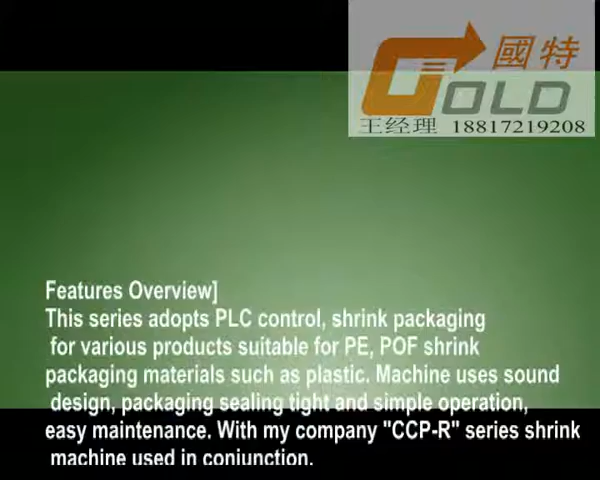 國特
GOLD
王经理 18817219208
Features Overview]
This series adopts PLC control, shrink packaging
for various products suitable for PE, POF shrink
packaging materials such as plastic. Machine uses sound
design, packaging sealing tight and simple operation,
easy maintenance. With my company "CCP-R" series shrink
machine used in conjunction.